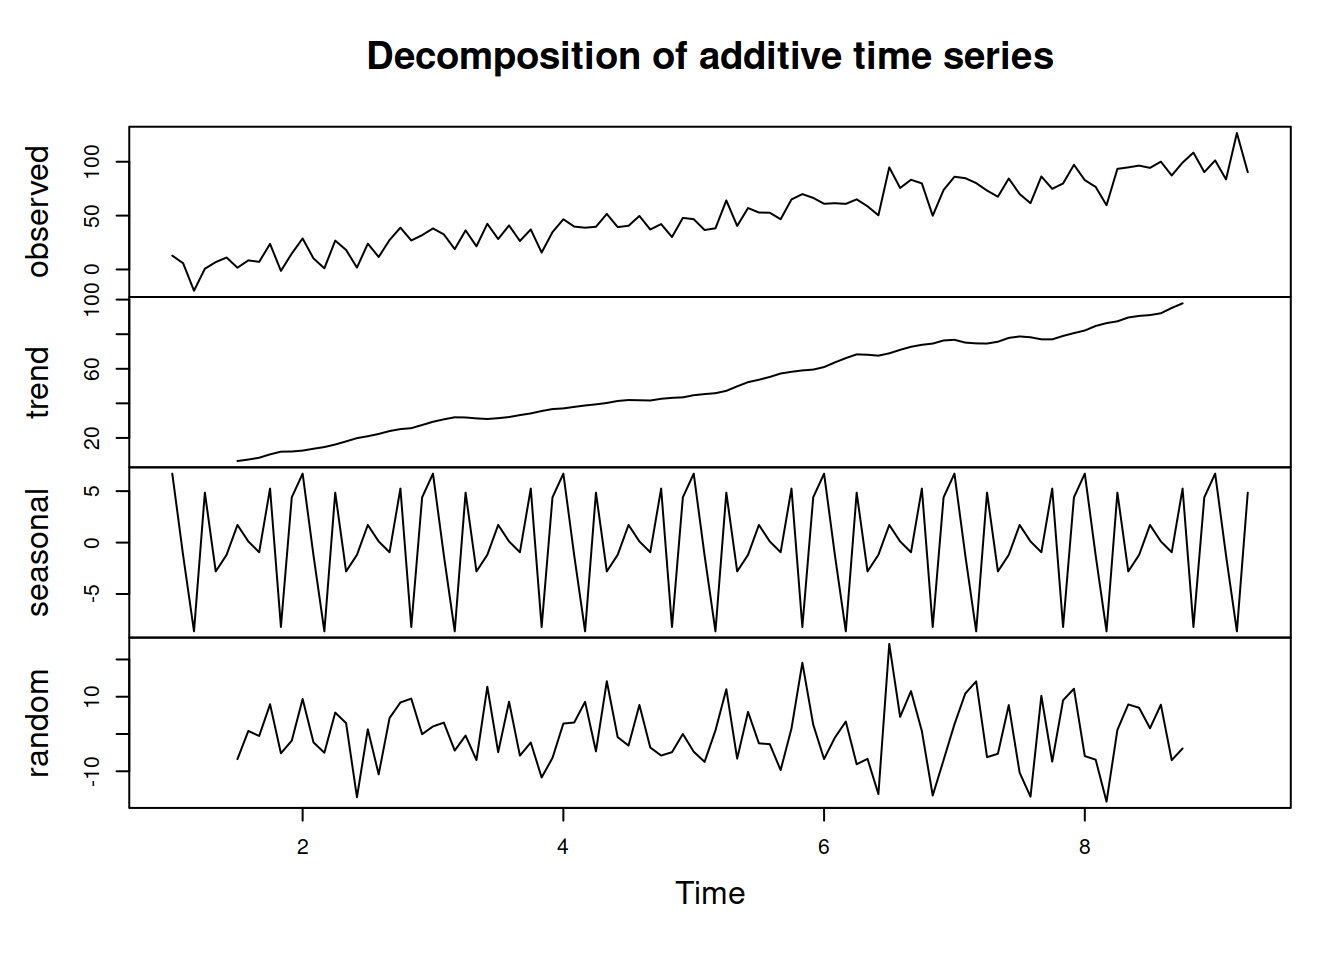 Decomposition of additive time series
observed
0 50 100
trend
20 60 100
seasonal
-5 0 5
random
-10 10
2 4 6 8
Time